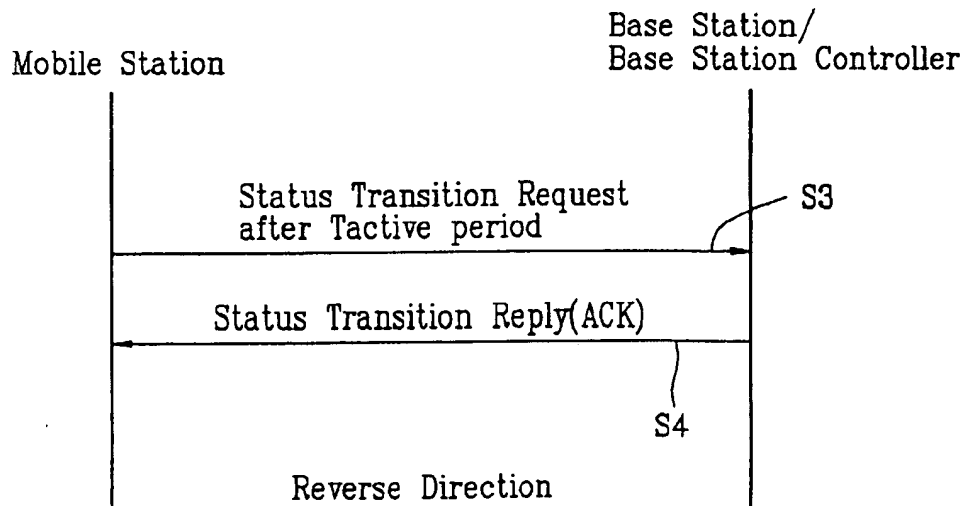 Base Station/
Mobile Station
Base Station Controller
Status Transition Request
after Tactive period
S3
Status Transition Reply(ACK)
S4
Reverse Direction